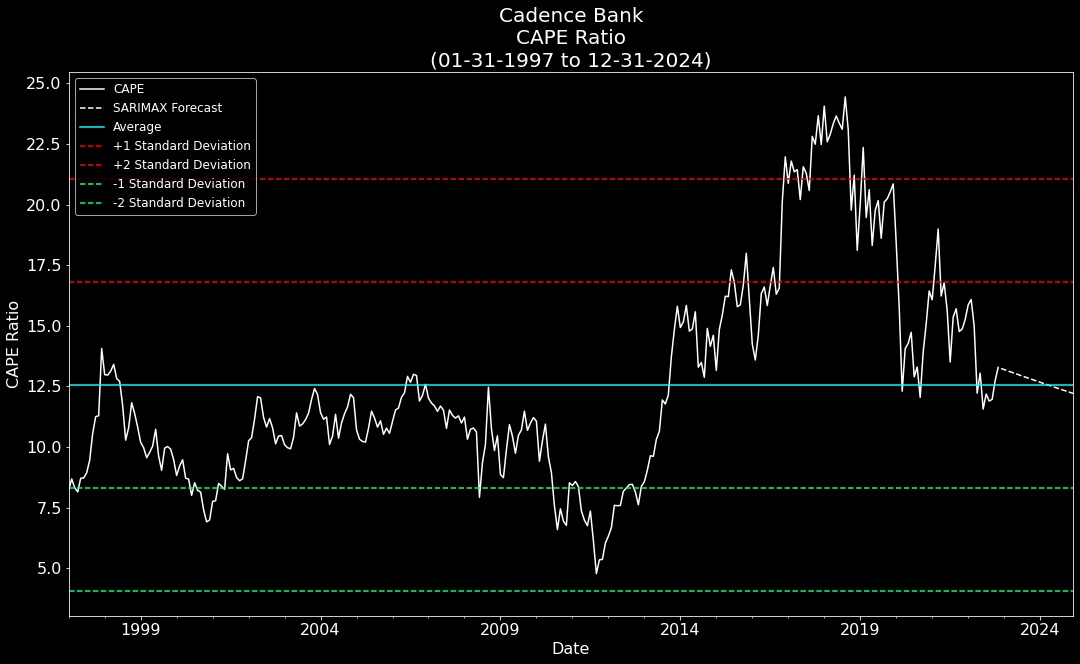 Cadence Bank
CAPE Ratio
(01-31-1997 to 12-31-2024)
CAPE
SARIMAX Forecast
Average
+1 Standard Deviation
+2 Standard Deviation
-1 Standard Deviation
-2 Standard Deviation
25.0
22.5
20.0
17.5
15.0
12.5
10.0
7.5
5.0
CAPE Ratio
1999
2004
2009
2014
2019
2024
Date